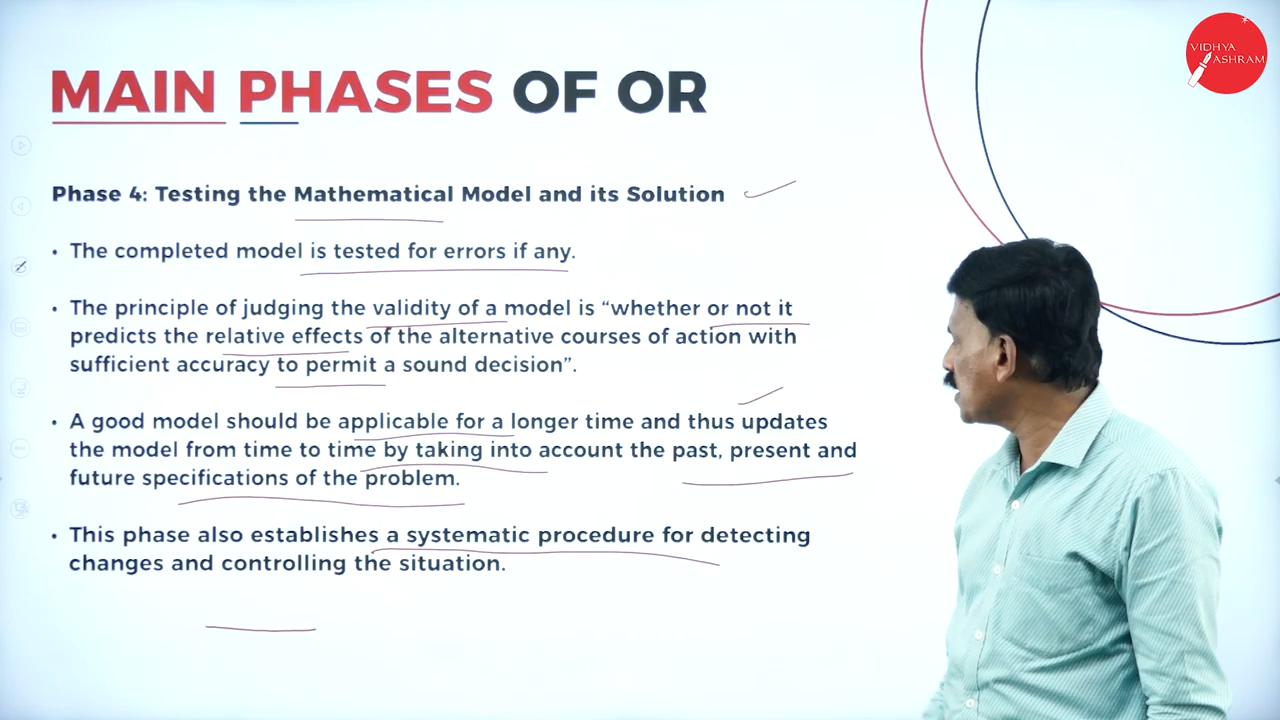 VIDHYA
ASHRAM
MAIN PHASES OF OR
Phase 4: Testing the Mathematical Model and its Solution
• The completed model is tested for errors if any.
• The principle of judging the validity of a model is “whether or not it
predicts the relative effects of the alternative courses of action with
sufficient accuracy to permit a sound decision”.
• A good model should be applicable for a longer time and thus updates
the model from time to time by taking into account the past, present and
future specifications of the problem.
• This phase also establishes a systematic procedure for detecting
changes and controlling the situation.